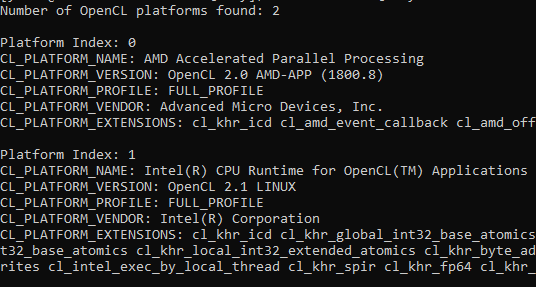 Number of OpenCL platforms found: 2
Platform Index: 0
CL_PLATFORM_NAME: AMD Accelerated Parallel Processing
CL_PLATFORM_VERSION: OpenCL 2.0 AMD-APP (1800.8)
CL_PLATFORM_PROFILE: FULL_PROFILE
CL_PLATFORM_VENDOR: Advanced Micro Devices, Inc.
CL_PLATFORM_EXTENSIONS: cl_khr_icd cl_amd_event_callback cl_amd_off
Platform Index: 1
CL_PLATFORM_NAME: Intel(R) CPU Runtime for OpenCL(TM) Applications
CL_PLATFORM_VERSION: OpenCL 2.1 LINUX
CL_PLATFORM_PROFILE: FULL_PROFILE
CL_PLATFORM_VENDOR: Intel(R) Corporation
CL_PLATFORM_EXTENSIONS: cl_khr_icd cl_khr_global_int32_base_atomics
t32_base_atomics cl_khr_local_int32_extended_atomics cl_khr_byte_ad
rites cl_intel_exec_by_local_thread cl_khr_spir cl_khr_fp64 cl_khr_